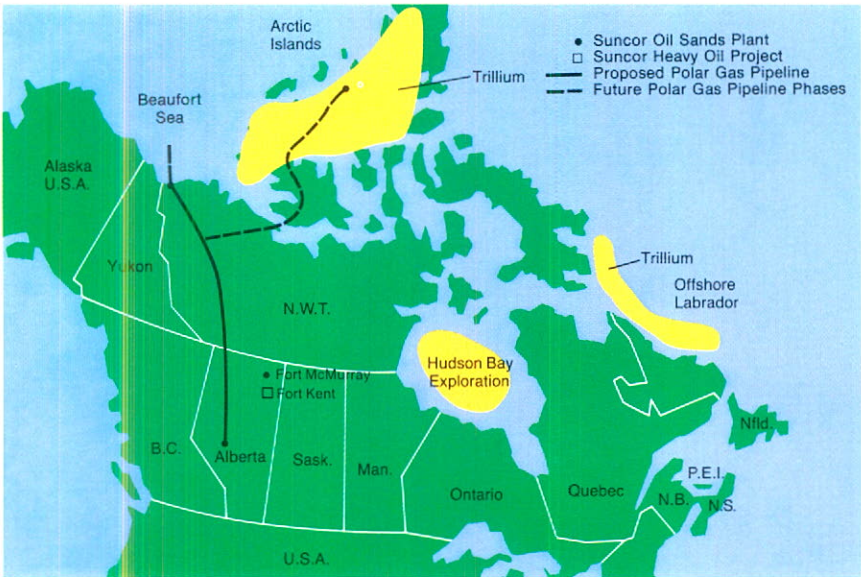 Arctic
Islands
Suncor Oil Sands Plant
Suncor Heavy Oil Project
Proposed Polar Gas Pipeline
Future Polar Gas Pipeline Phases
Trillium
Beaufort
Sea
Alaska
U.S.A.
Yukon
N.W.T.
Trillium
Offshore
Labrador
Hudson Bay
Exploration
Fort McMurray
Fort Kent
B.C.
Alberta
Sask.
Man.
Ontario
Quebec
Nfld.
P.E.I.
N.B.
N.S.
U.S.A.